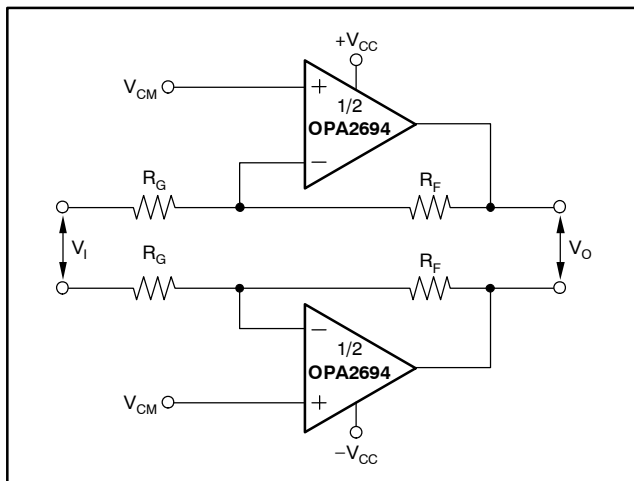 +V_CC
V_CM
+
1/2
OPA2694
−
R_G
R_F
V_I
V_O
R_G
R_F
−
1/2
OPA2694
V_CM
+
−V_CC